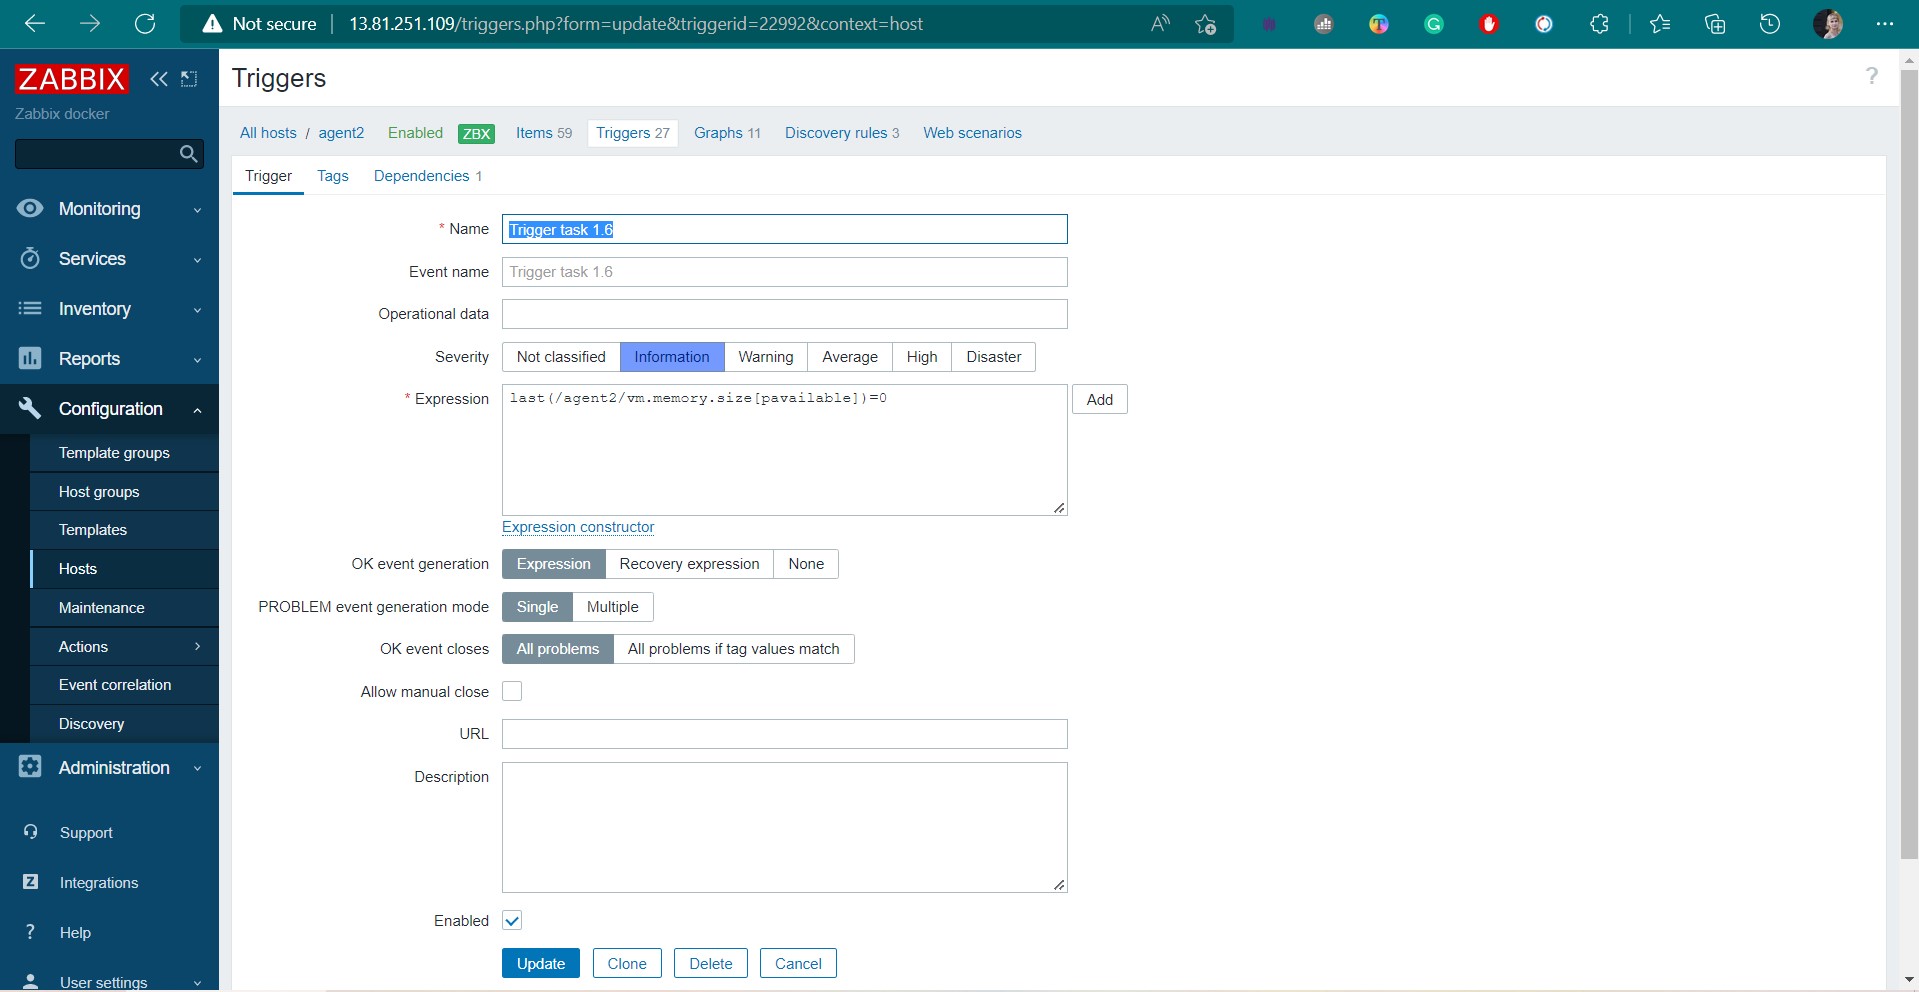 Not secure 13.81.251.109/triggers.php?form=update&triggerid=22992&context=host
ZABBIX
Zabbix docker
Monitoring
Services
Inventory
Reports
Configuration
Template groups
Host groups
Templates
Hosts
Maintenance
Actions
Event correlation
Discovery
Administration
Support
Integrations
Help
User settings
Triggers
All hosts / agent2 Enabled ZBX Items 59 Triggers 27 Graphs 11 Discovery rules 3 Web scenarios
Trigger Tags Dependencies 1
* Name Trigger task 1.6
Event name Trigger task 1.6
Operational data
Severity Not classified Information Warning Average High Disaster
* Expression last(/agent2/vm.memory.size[pavailable])=0 Add
Expression constructor
OK event generation Expression Recovery expression None
PROBLEM event generation mode Single Multiple
OK event closes All problems All problems if tag values match
Allow manual close
URL
Description
Enabled
Update Clone Delete Cancel